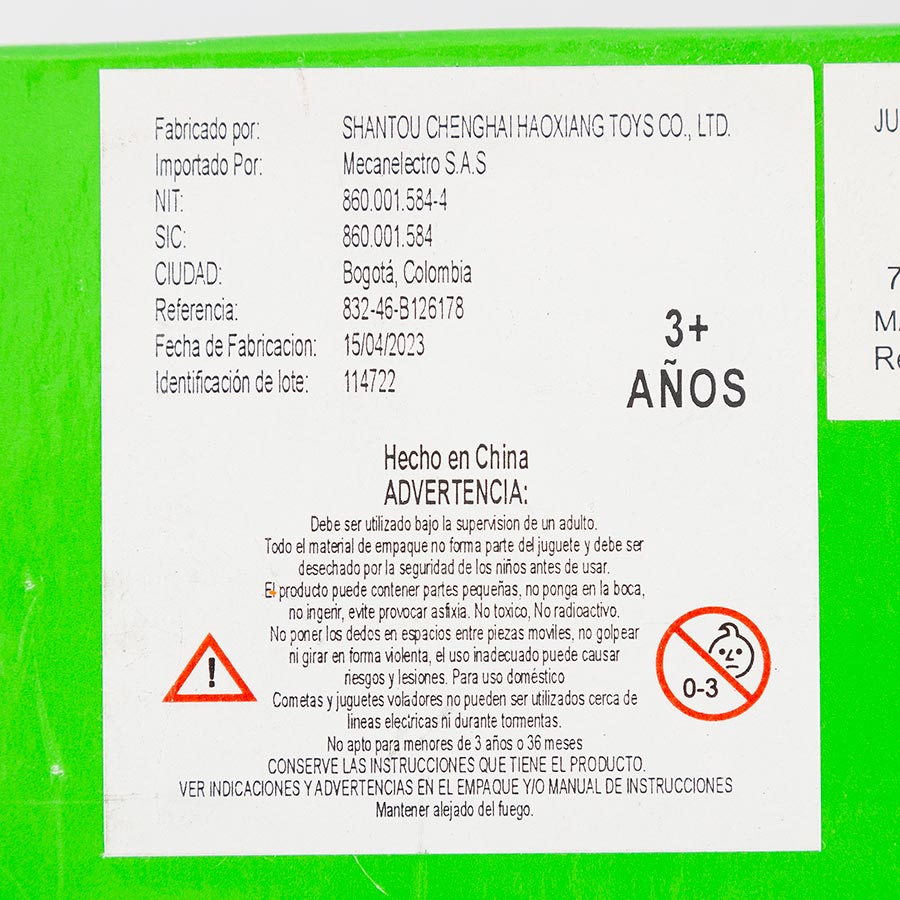 Fabricado por: SHANTOU CHENGHAI HAOXIANG TOYS CO., LTD.
Importado Por: Mecanelectro S.A.S
NIT: 860.001.584-4
SIC: 860.001.584
CIUDAD: Bogotá, Colombia
Referencia: 832-46-B126178
Fecha de Fabricacion: 15/04/2023
Identificación de lote: 114722
3+
AÑOS
Hecho en China
ADVERTENCIA:
Debe ser utilizado bajo la supervision de un adulto.
Todo el material de empaque no forma parte del juguete y debe ser
desechado por la seguridad de los niños antes de usar.
El producto puede contener partes pequeñas, no ponga en la boca,
no ingerir, evite provocar asfixia. No toxico, No radioactivo.
No poner los dedos en espacios entre piezas moviles, no golpear
ni girar en forma violenta, el uso inadecuado puede causar
riesgos y lesiones. Para uso doméstico
Cometas y juguetes voladores no pueden ser utilizados cerca de
lineas electricas ni durante tormentas.
No apto para menores de 3 años o 36 meses
CONSERVE LAS INSTRUCCIONES QUE TIENE EL PRODUCTO.
VER INDICACIONES Y ADVERTENCIAS EN EL EMPAQUE Y/O MANUAL DE INSTRUCCIONES
Mantener alejado del fuego.
!
0-3
JU
7